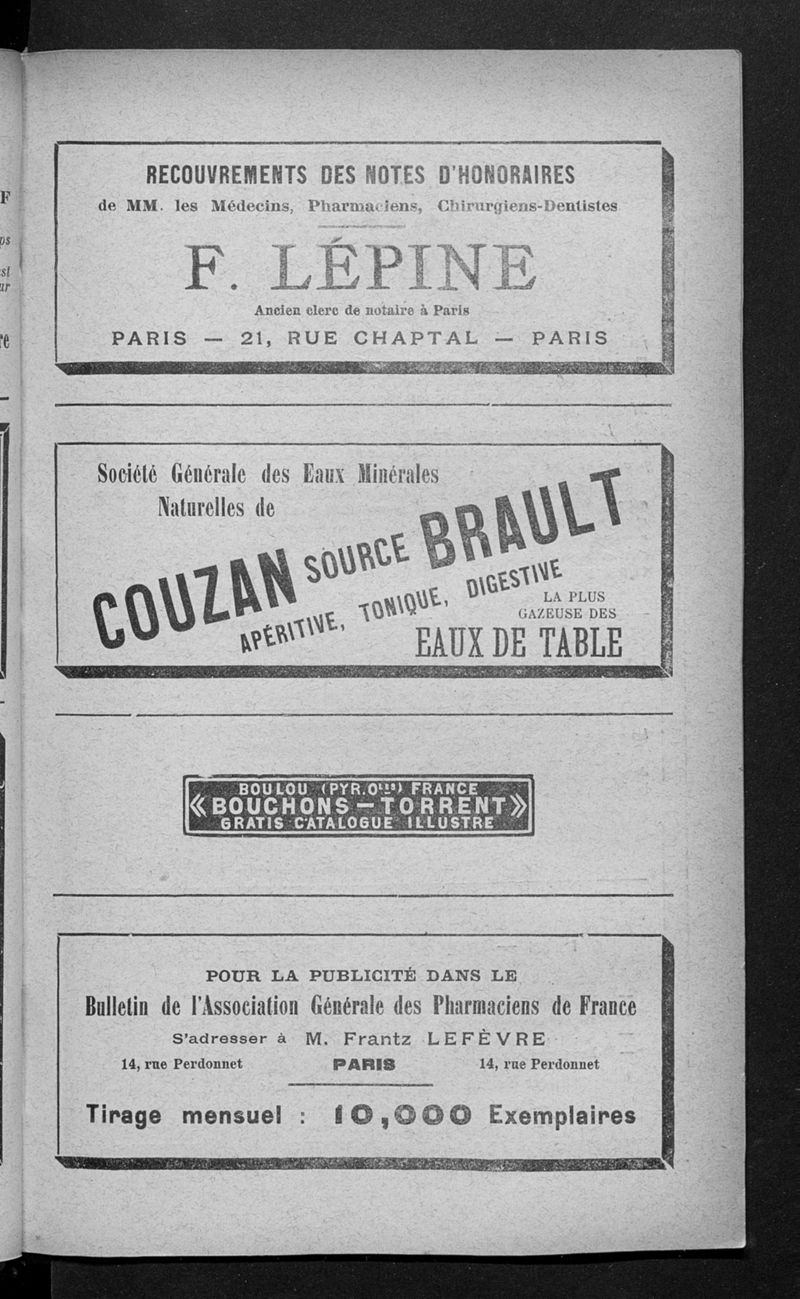 RECOUVREMENTS DES NOTES D'HONORAIRES
de MM. les Médecins, Pharmaciens, Chirurgiens-Dentistes
F. LÉPINE
Ancien clerc de notaire à Paris
PARIS — 21, RUE CHAPTAL — PARIS
Société Générale des Eaux Minérales
Naturelles de
COUZAN SOURCE BRAULT
APÉRITIVE, TONIQUE, DIGESTIVE
LA PLUS
GAZEUSE DES
EAUX DE TABLE
BOULOU (PYR. Oles) FRANCE
« BOUCHONS — TORRENT »
GRATIS CATALOGUE ILLUSTRE
POUR LA PUBLICITÉ DANS LE
Bulletin de l'Association Générale des Pharmaciens de France
S'adresser à M. Frantz LEFÈVRE
14, rue Perdonnet PARIS 14, rue Perdonnet
Tirage mensuel : 10,000 Exemplaires